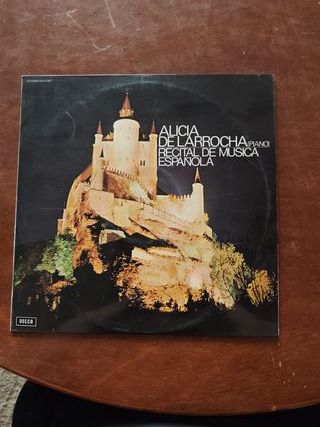 ALICIA
DE LARROCHA (PIANO)
RECITAL DE MUSICA
ESPAÑOLA
DECCA